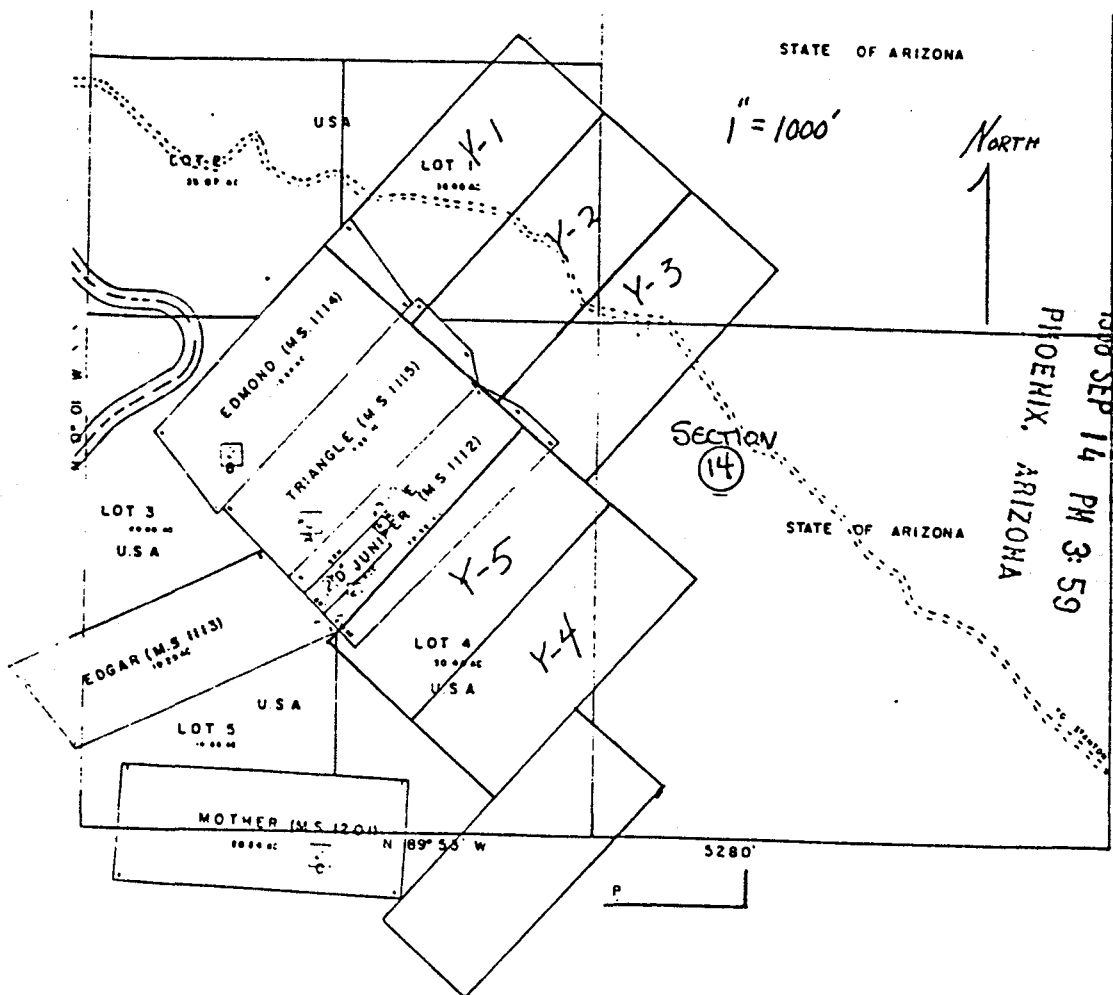 STATE OF ARIZONA
1" = 1000'
NORTH
USA
LOT 2
LOT 1
Y-1
Y-2
Y-3
EDMOND (M.S. 1114)
TRIANGLE (M.S. 1115)
JUNIPER (M.S. 1112)
B
E
D
SECTION
14
STATE OF ARIZONA
SEP 14 PM 3:59
PHOENIX, ARIZONA
LOT 3
U.S.A
Y-5
Y-4
LOT 4
U.S.A
EDGAR (M.S. 1113)
U.S.A
LOT 5
MOTHER (M.S. 1201)
C
N 89° 55' W
5280'
P